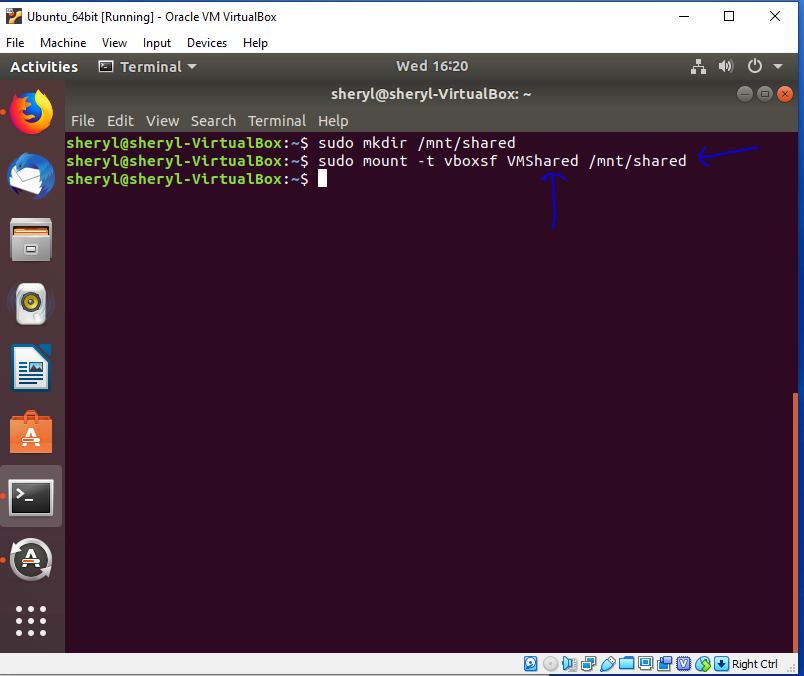 Ubuntu_64bit [Running] - Oracle VM VirtualBox
File Machine View Input Devices Help
Activities Terminal Wed 16:20
sheryl@sheryl-VirtualBox: ~
File Edit View Search Terminal Help
sheryl@sheryl-VirtualBox:~$ sudo mkdir /mnt/shared
sheryl@sheryl-VirtualBox:~$ sudo mount -t vboxsf VMShared /mnt/shared
sheryl@sheryl-VirtualBox:~$
Right Ctrl